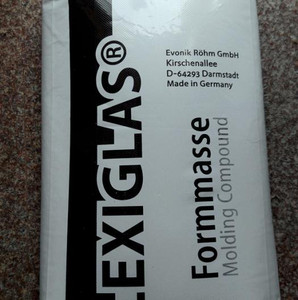 Evonik Röhm GmbH
Kirschenallee
D-64293 Darmstadt
Made in Germany
LEXIGLAS®
Formmasse
Molding Compound